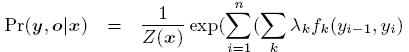 Pr(y, o|x) = 1/Z(x) exp(∑_{i=1}^{n} (∑_k λ_k f_k(y_{i−1}, y_i)